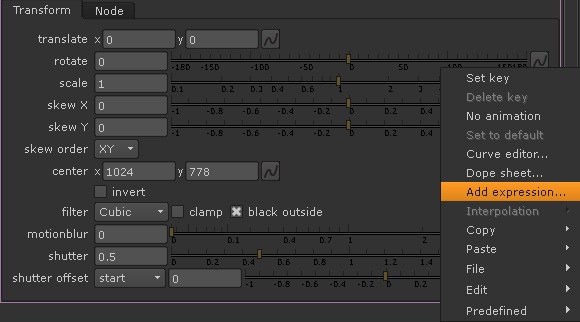 Transform Node
translate x 0 y 0
rotate 0 -180 -150 -100 -50 0 50 100 150180
scale 1 0.1 0.2 0.3 0.4 1
skew X 0 -1 -0.8 -0.6 -0.4 -0.2 0 0.2 0.4
skew Y 0 -1 -0.8 -0.6 -0.4 -0.2 0 0.2 0.4
skew order XY
center x 1024 y 778
invert
filter Cubic clamp black outside
motionblur 0 0 0.1 1 2
shutter 0.5 0 0.2 0.4 0.6 0.8 1 1.2 1.4
shutter offset start 0 -1 -0.8 -0.6 -0.4 -0.2 0 0.2 0.4
Set key
Delete key
No animation
Set to default
Curve editor...
Dope sheet...
Add expression...
Interpolation
Copy
Paste
File
Edit
Predefined